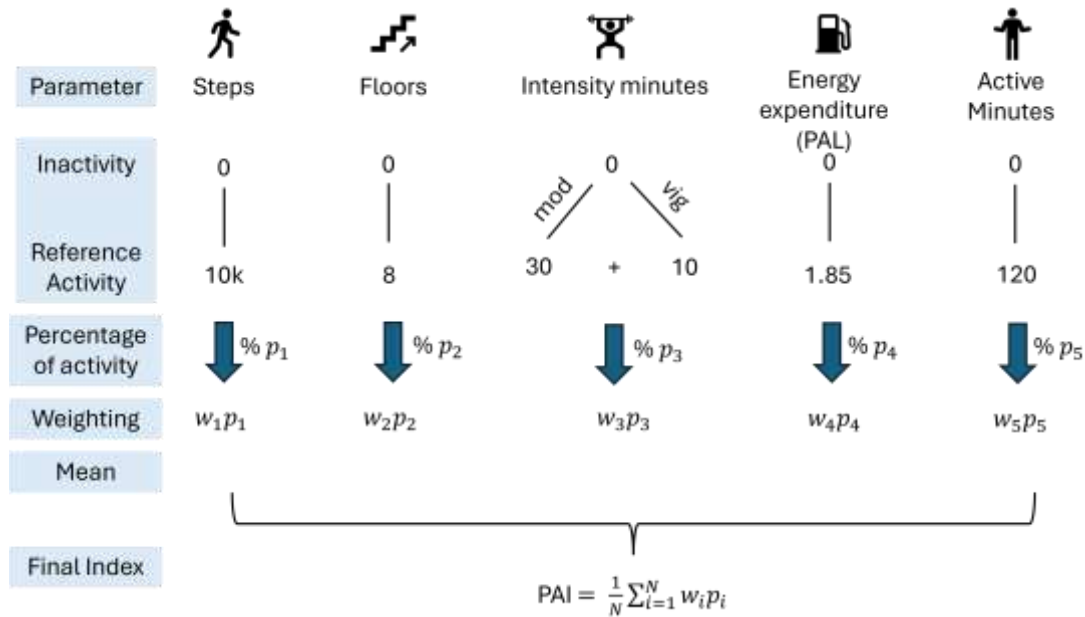 Parameter Steps Floors Intensity minutes Energy expenditure (PAL) Active Minutes
Inactivity 0 0 0 0 0
mod vig
Reference Activity 10k 8 30 + 10 1.85 120
Percentage of activity % p₁ % p₂ % p₃ % p₄ % p₅
Weighting w₁p₁ w₂p₂ w₃p₃ w₄p₄ w₅p₅
Mean
Final Index
PAI = 1/N ∑ᵢ₌₁ᴺ wᵢpᵢ